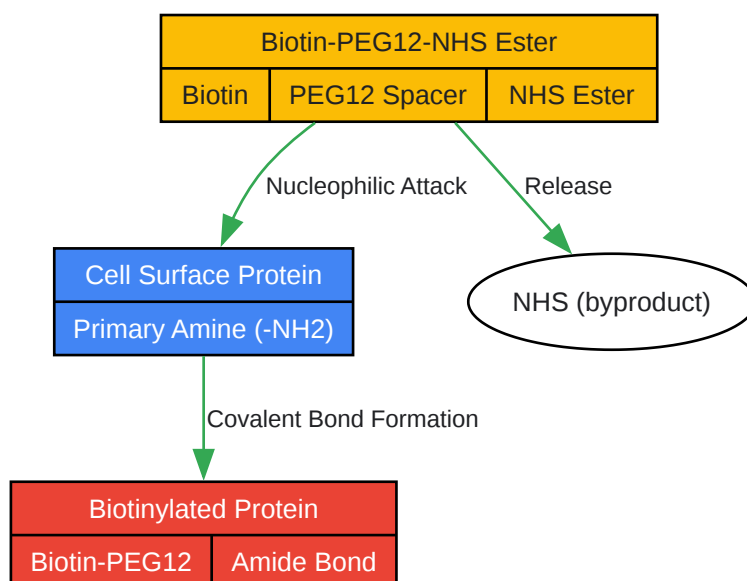 Biotin-PEG12-NHS Ester
Biotin PEG12 Spacer NHS Ester
Nucleophilic Attack Release
Cell Surface Protein
Primary Amine (-NH2)
NHS (byproduct)
Covalent Bond Formation
Biotinylated Protein
Biotin-PEG12 Amide Bond